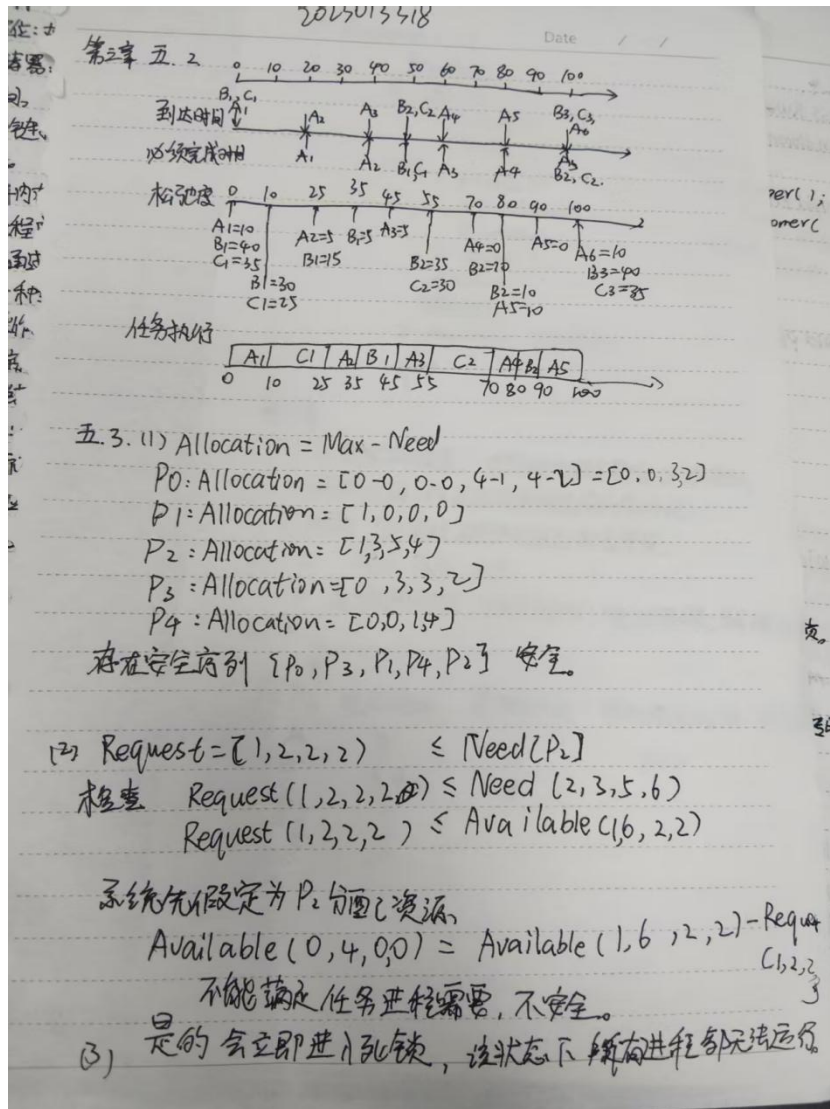 2025013318
Date / /
第三章 五. 2
0 10 20 30 40 50 60 70 80 90 100
B1, C1 A1 A2 A3 B2, C2 A4 A5 B3, C3, A6
到达时间
必须完成时间
A1 A2 B1, C1 A3 A4 A5 B2, C2.
松弛度 0 10 25 35 45 55 70 80 90 100
A1=10 A2=5 B1=5 A3=5 A4=0 A5=0 A6=10
B1=40 B1=15 B2=35 B2=20 B3=40
C1=35 C2=30 C3=35
B1=30 B2=10
C1=25 A5=10
任务执行
A1 C1 A2 B1 A3 C2 A4 B2 A5
0 10 25 35 45 55 70 80 90 100
五.3. (1) Allocation = Max - Need
P0: Allocation = [0-0, 0-0, 4-1, 4-2] = [0, 0, 3,2]
P1: Allocation = [1,0,0,0]
P2: Allocation = [1,3,5,4]
P3: Allocation=[0 ,3,3,2]
P4: Allocation = [0,0,1,4]
存在安全序列 {P0, P3, P1, P4, P2} 安全。
(2) Request = [1,2,2,2) ≤ Need[P2]
检查 Request(1,2,2,2) ≤ Need (2,3,5,6)
Request (1,2,2,2) ≤ Available(1,6,2,2)
系统先假定为P2分配资源,
Available(0,4,0,0) = Available(1,6,2,2)-Request
(1,2,2
不能满足任务进程需要, 不安全。
(3) 是的 会立即进入死锁, 该状态下所有进程都无法运行。